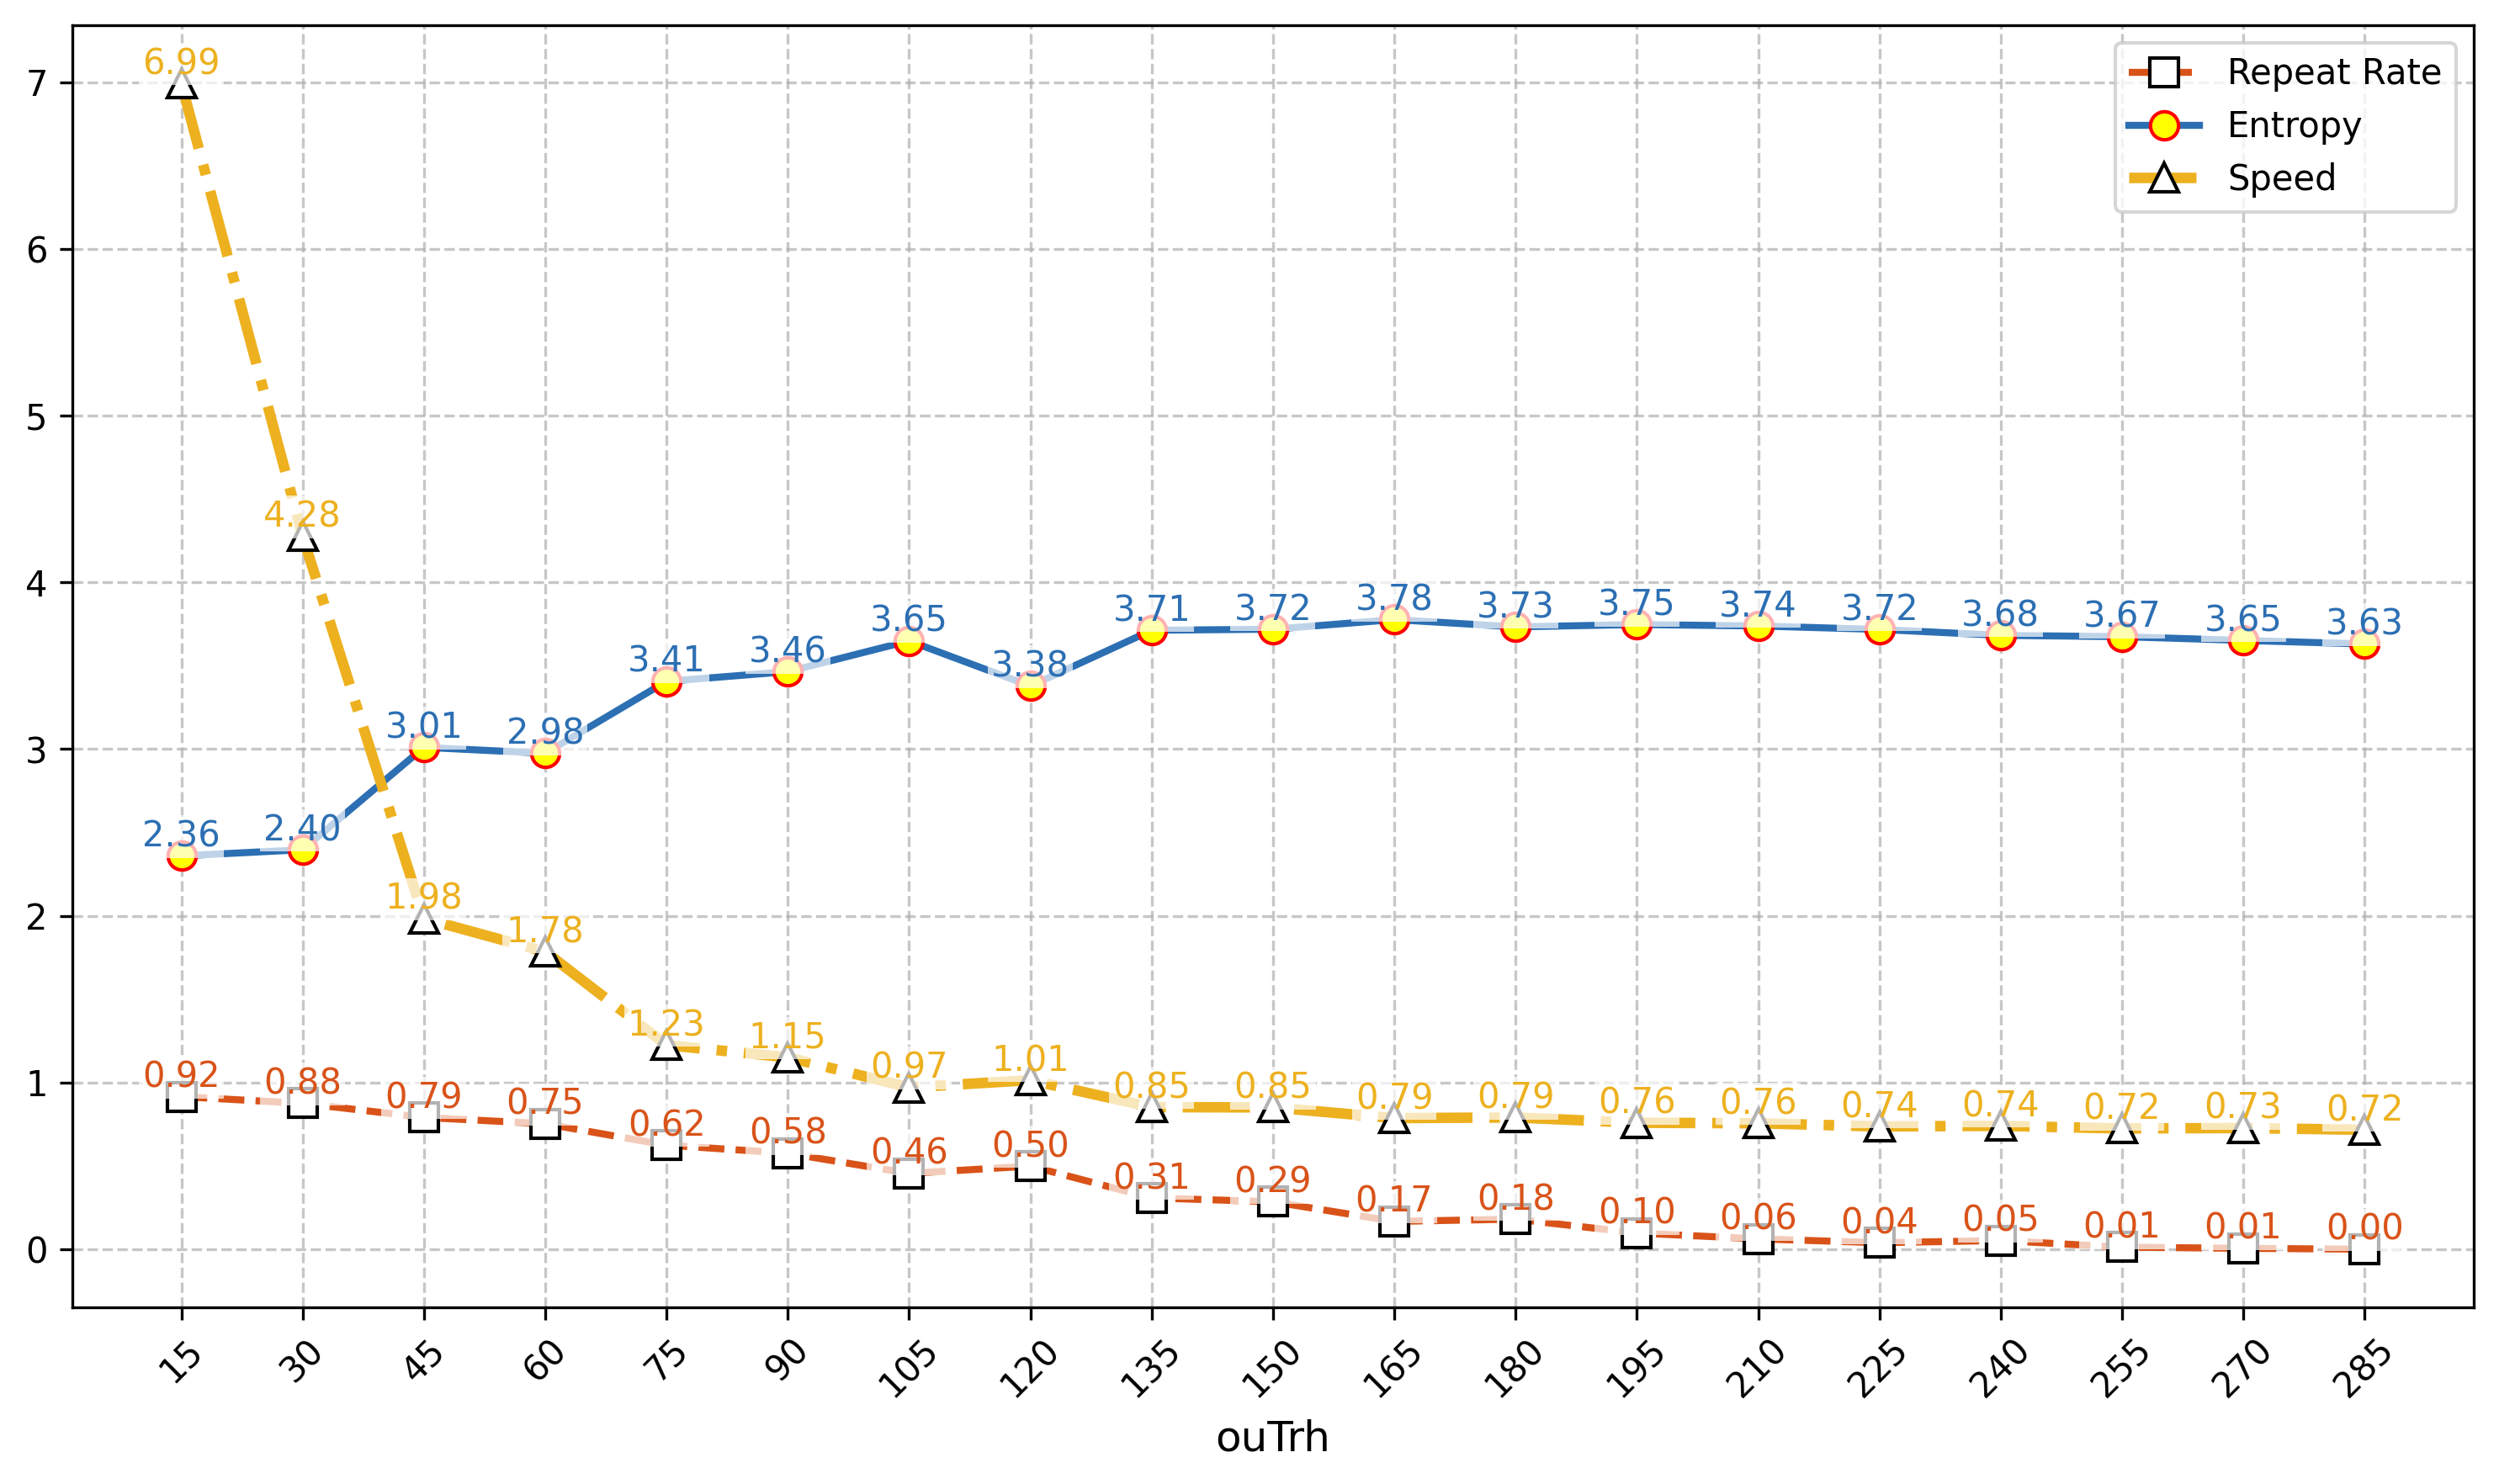 Repeat Rate
Entropy
Speed
7
6
5
4
3
2
1
0
6.99 4.28 1.98 1.78 1.23 1.15 0.97 1.01 0.85 0.85 0.79 0.79 0.76 0.76 0.74 0.74 0.72 0.73 0.72
2.36 2.40 3.01 2.98 3.41 3.46 3.65 3.38 3.71 3.72 3.78 3.73 3.75 3.74 3.72 3.68 3.67 3.65 3.63
0.92 0.88 0.79 0.75 0.62 0.58 0.46 0.50 0.31 0.29 0.17 0.18 0.10 0.06 0.04 0.05 0.01 0.01 0.00
15 30 45 60 75 90 105 120 135 150 165 180 195 210 225 240 255 270 285
ouTrh